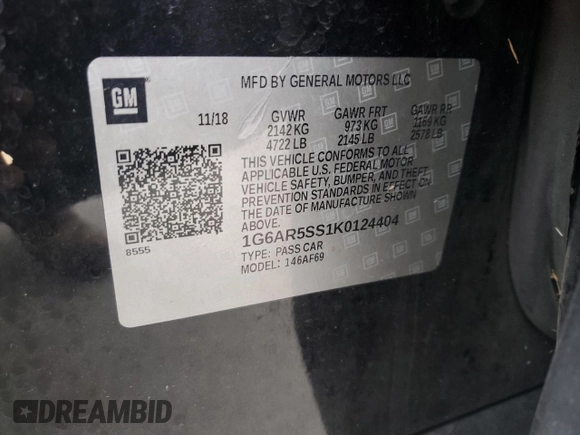 GM
MFD BY GENERAL MOTORS LLC
11/18 GVWR GAWR FRT GAWR RR
2142 KG 973 KG 1169 KG
4722 LB 2145 LB 2578 LB
THIS VEHICLE CONFORMS TO ALL
APPLICABLE U.S. FEDERAL MOTOR
VEHICLE SAFETY, BUMPER, AND THEFT
PREVENTION STANDARDS IN EFFECT ON
THE DATE OF MANUFACTURE SHOWN
ABOVE.
8555
1G6AR5SS1K0124404
TYPE: PASS CAR
MODEL: 146AF69
DREAMBID